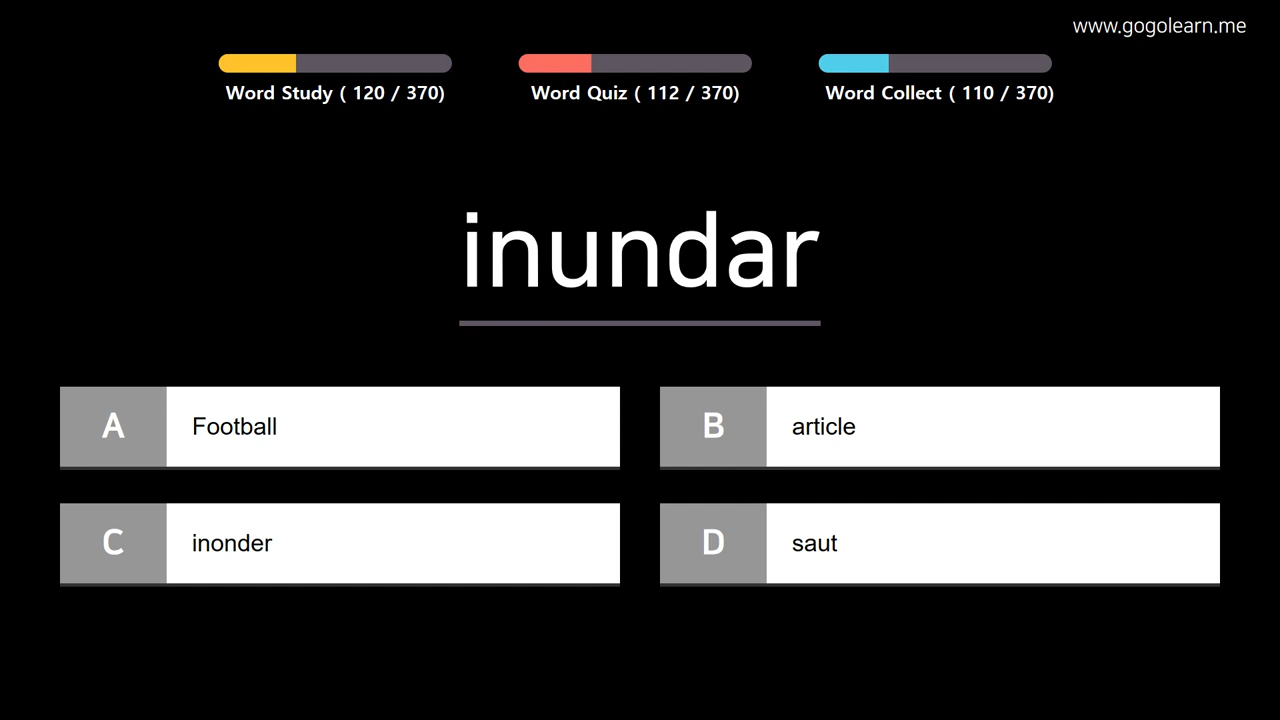 www.gogolearn.me
Word Study ( 120 / 370)
Word Quiz ( 112 / 370)
Word Collect ( 110 / 370)
inundar
A Football
B article
C inonder
D saut